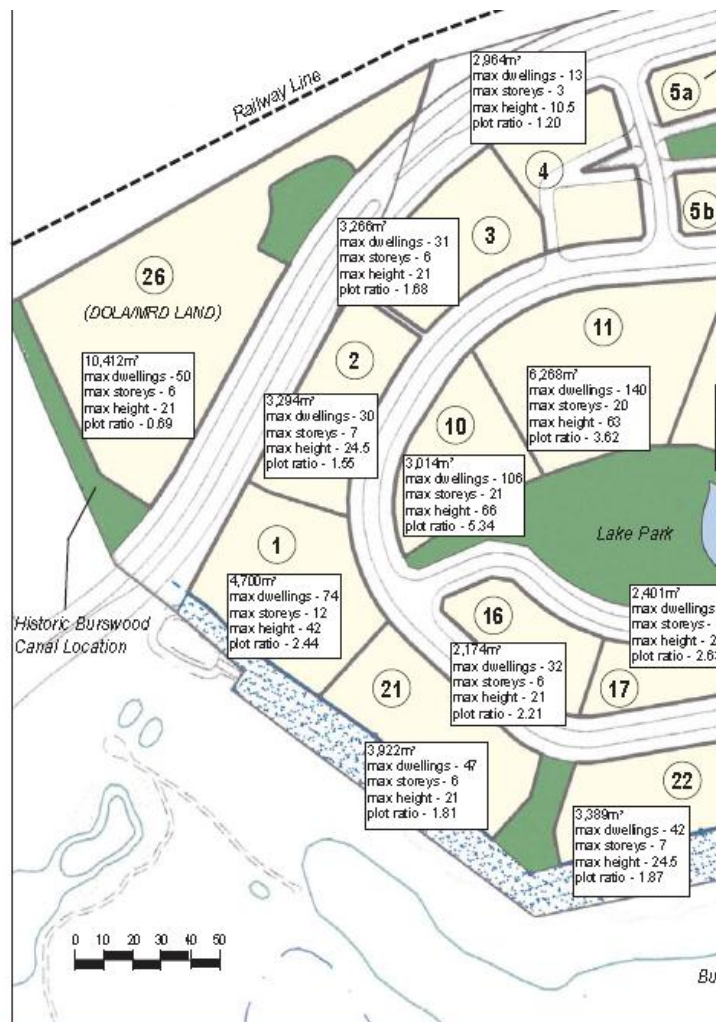 Railway Line
2,964m²
max dwellings - 13
max storeys - 3
max height - 10.5
plot ratio - 1.20
4
5a
5b
3,266m²
max dwellings - 31
max storeys - 6
max height - 21
plot ratio - 1.68
3
26
(DOLA/MRD LAND)
10,412m²
max dwellings - 50
max storeys - 6
max height - 21
plot ratio - 0.69
2
3,294m²
max dwellings - 30
max storeys - 7
max height - 24.5
plot ratio - 1.55
11
6,268m²
max dwellings - 140
max storeys - 20
max height - 63
plot ratio - 3.62
10
3,014m²
max dwellings - 106
max storeys - 21
max height - 66
plot ratio - 5.34
Lake Park
1
4,700m²
max dwellings - 74
max storeys - 12
max height - 42
plot ratio - 2.44
Historic Burswood
Canal Location
16
2,174m²
max dwellings - 32
max storeys - 6
max height - 21
plot ratio - 2.21
2,401m²
max dwellings
max storeys -
max height - 2
plot ratio - 2.63
17
21
3,922m²
max dwellings - 47
max storeys - 6
max height - 21
plot ratio - 1.81
22
3,389m²
max dwellings - 42
max storeys - 7
max height - 24.5
plot ratio - 1.87
0 10 20 30 40 50
Bu